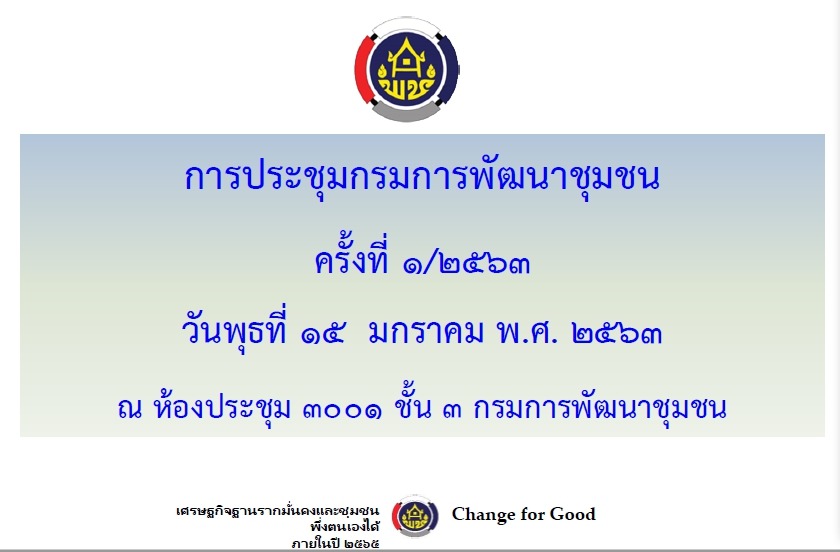 พช
การประชุมกรมการพัฒนาชุมชน
ครั้งที่ ๑/๒๕๖๓
วันพุธที่ ๑๕ มกราคม พ.ศ. ๒๕๖๓
ณ ห้องประชุม ๓๐๐๑ ชั้น ๓ กรมการพัฒนาชุมชน
เศรษฐกิจฐานรากมั่นคงและชุมชน
พึ่งตนเองได้
ภายในปี ๒๕๖๕
พช
Change for Good